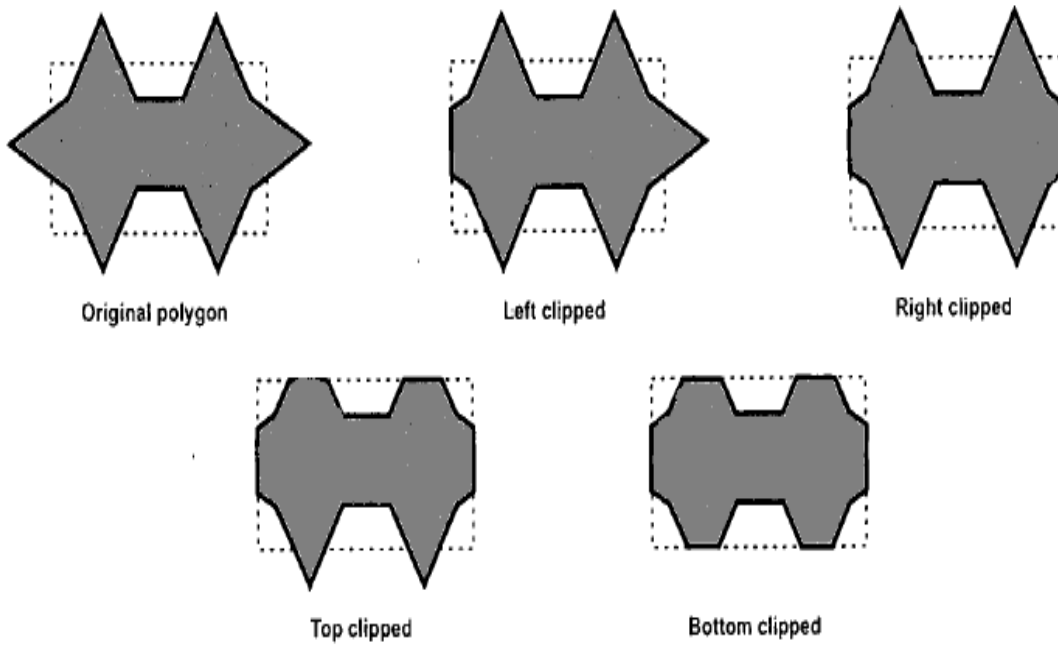 Original polygon
Left clipped
Right clipped
Top clipped
Bottom clipped